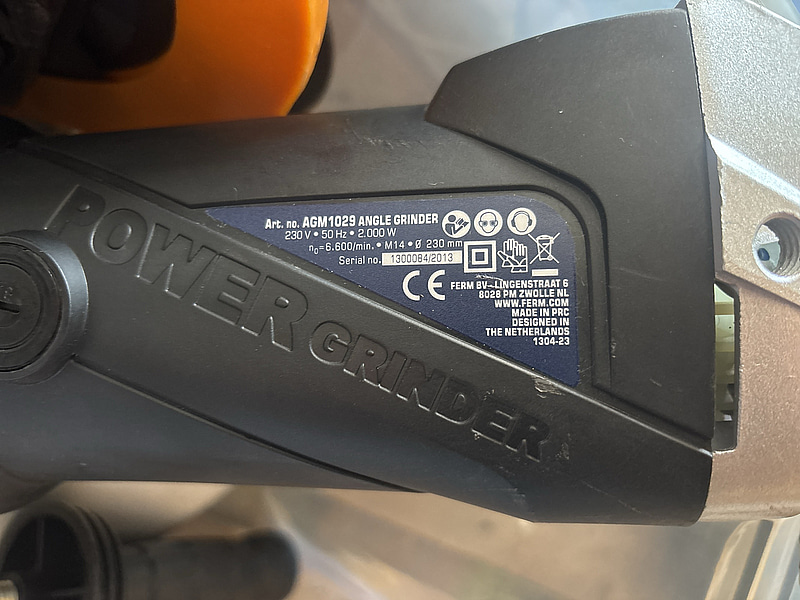 POWER GRINDER
Art. no. AGM1029 ANGLE GRINDER
230 V • 50 Hz • 2.000 W
n₀=6.600/min. • M14 • Ø 230 mm
Serial no. 1300084/2013
CE
FERM BV-LINGENSTRAAT 6
8028 PM ZWOLLE NL
WWW.FERM.COM
MADE IN PRC
DESIGNED IN
THE NETHERLANDS
1304-23